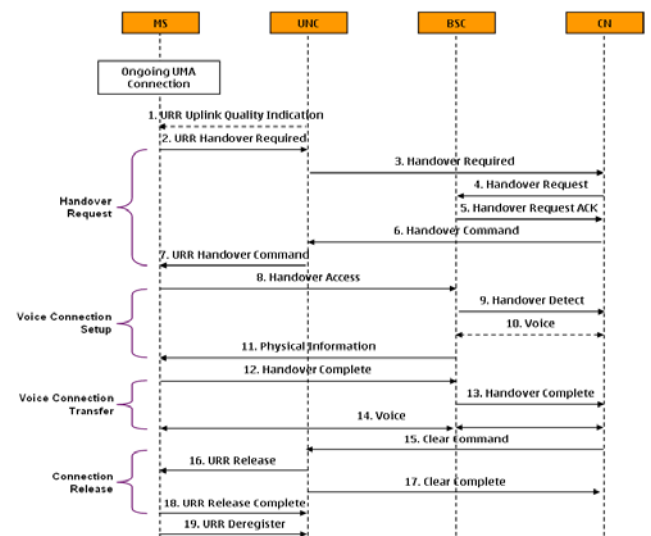 MS
UNC
BSC
CN
Ongoing UMA
Connection
1. URR Uplink Quality Indication
2. URR Handover Required
3. Handover Required
4. Handover Request
5. Handover Request ACK
6. Handover Command
7. URR Handover Command
Handover
Request
8. Handover Access
9. Handover Detect
10. Voice
11. Physical Information
Voice Connection
Setup
12. Handover Complete
13. Handover Complete
14. Voice
Voice Connection
Transfer
15. Clear Command
16. URR Release
17. Clear Complete
18. URR Release Complete
Connection
Release
19. URR Deregister